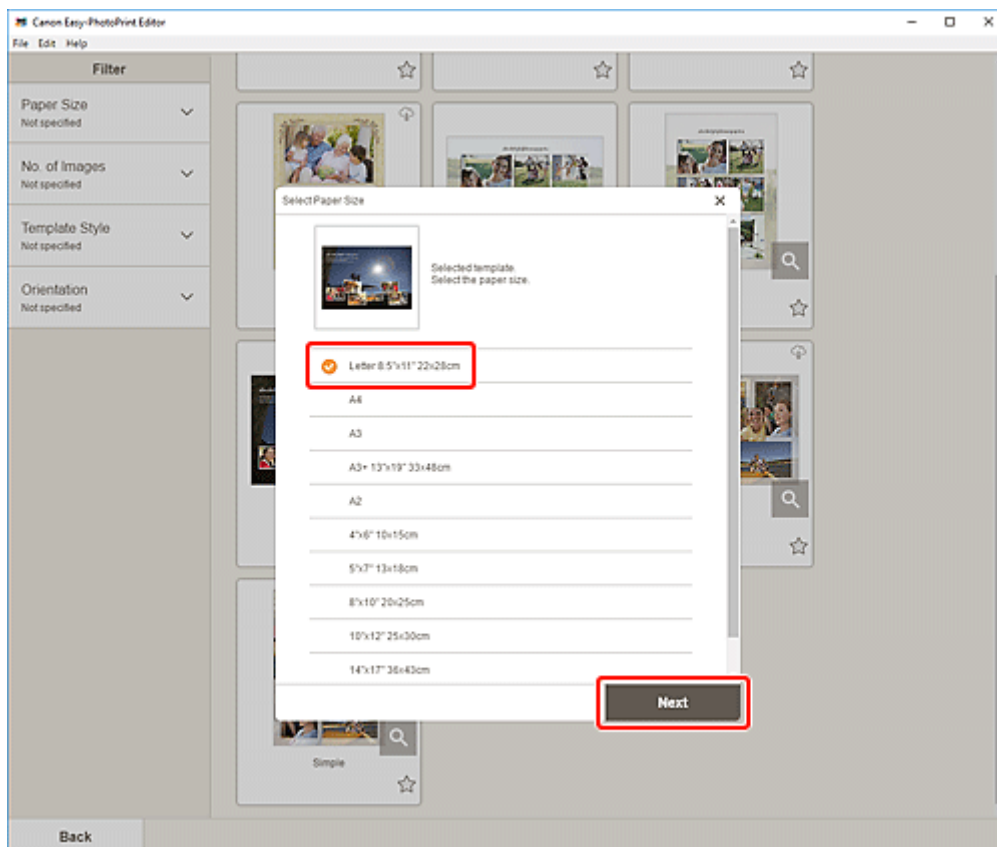 Canon Easy-PhotoPrint Editor
File Edit Help
Filter
Paper Size
Not specified
No. of Images
Not specified
Template Style
Not specified
Orientation
Not specified
Select Paper Size
Selected template.
Select the paper size.
Letter 8.5"x11" 22x28cm
A4
A3
A3+ 13"x19" 33x48cm
A2
4"x6" 10x15cm
5"x7" 13x18cm
8"x10" 20x25cm
10"x12" 25x30cm
14"x17" 36x43cm
Next
Simple
Back